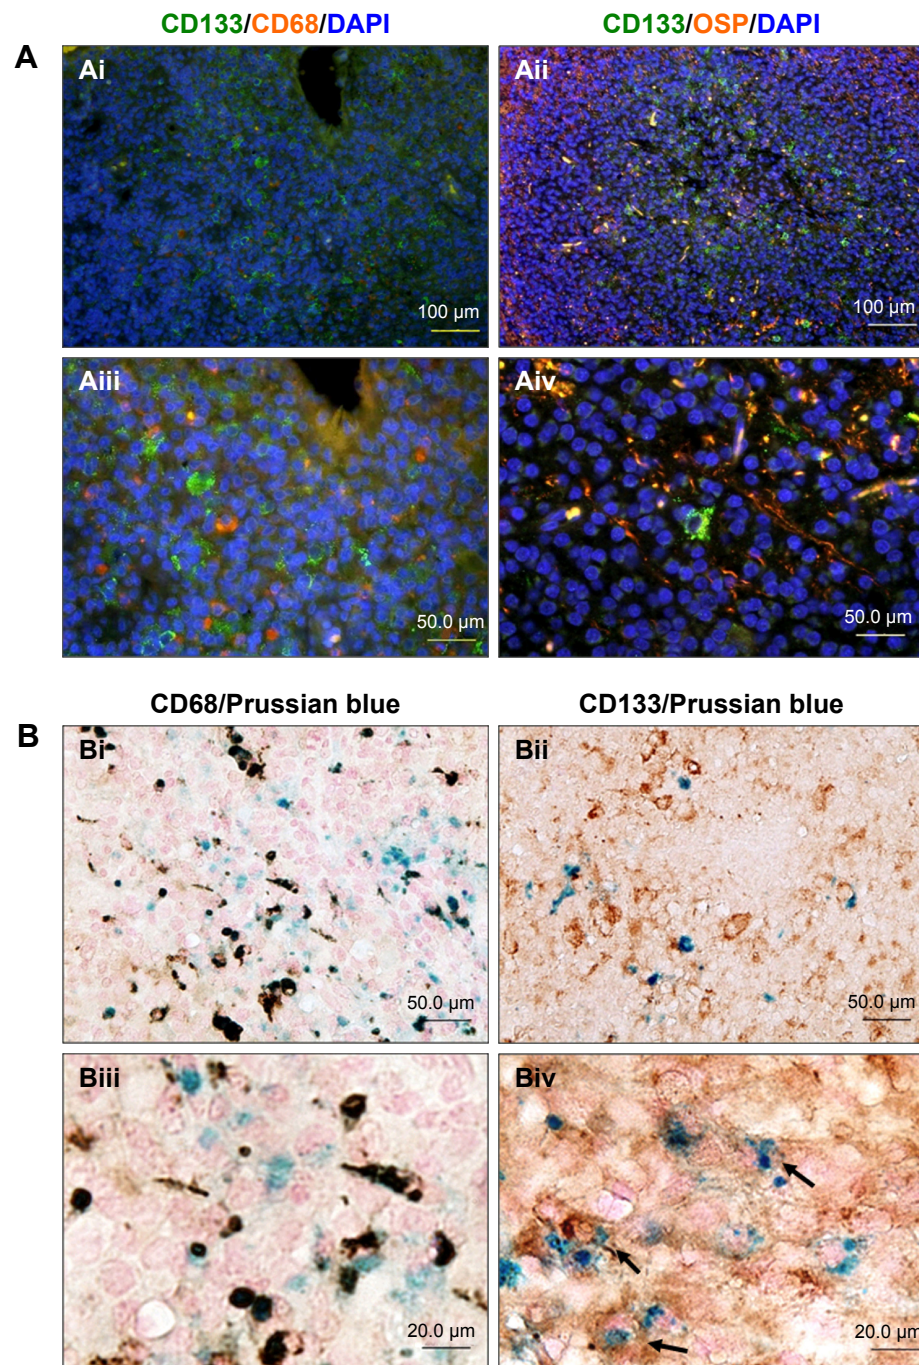 CD133/CD68/DAPI
CD133/OSP/DAPI
A
Ai
Aii
100 µm
100 µm
Aiii
Aiv
50.0 µm
50.0 µm
CD68/Prussian blue
CD133/Prussian blue
B
Bi
Bii
50.0 µm
50.0 µm
Biii
Biv
20.0 µm
20.0 µm